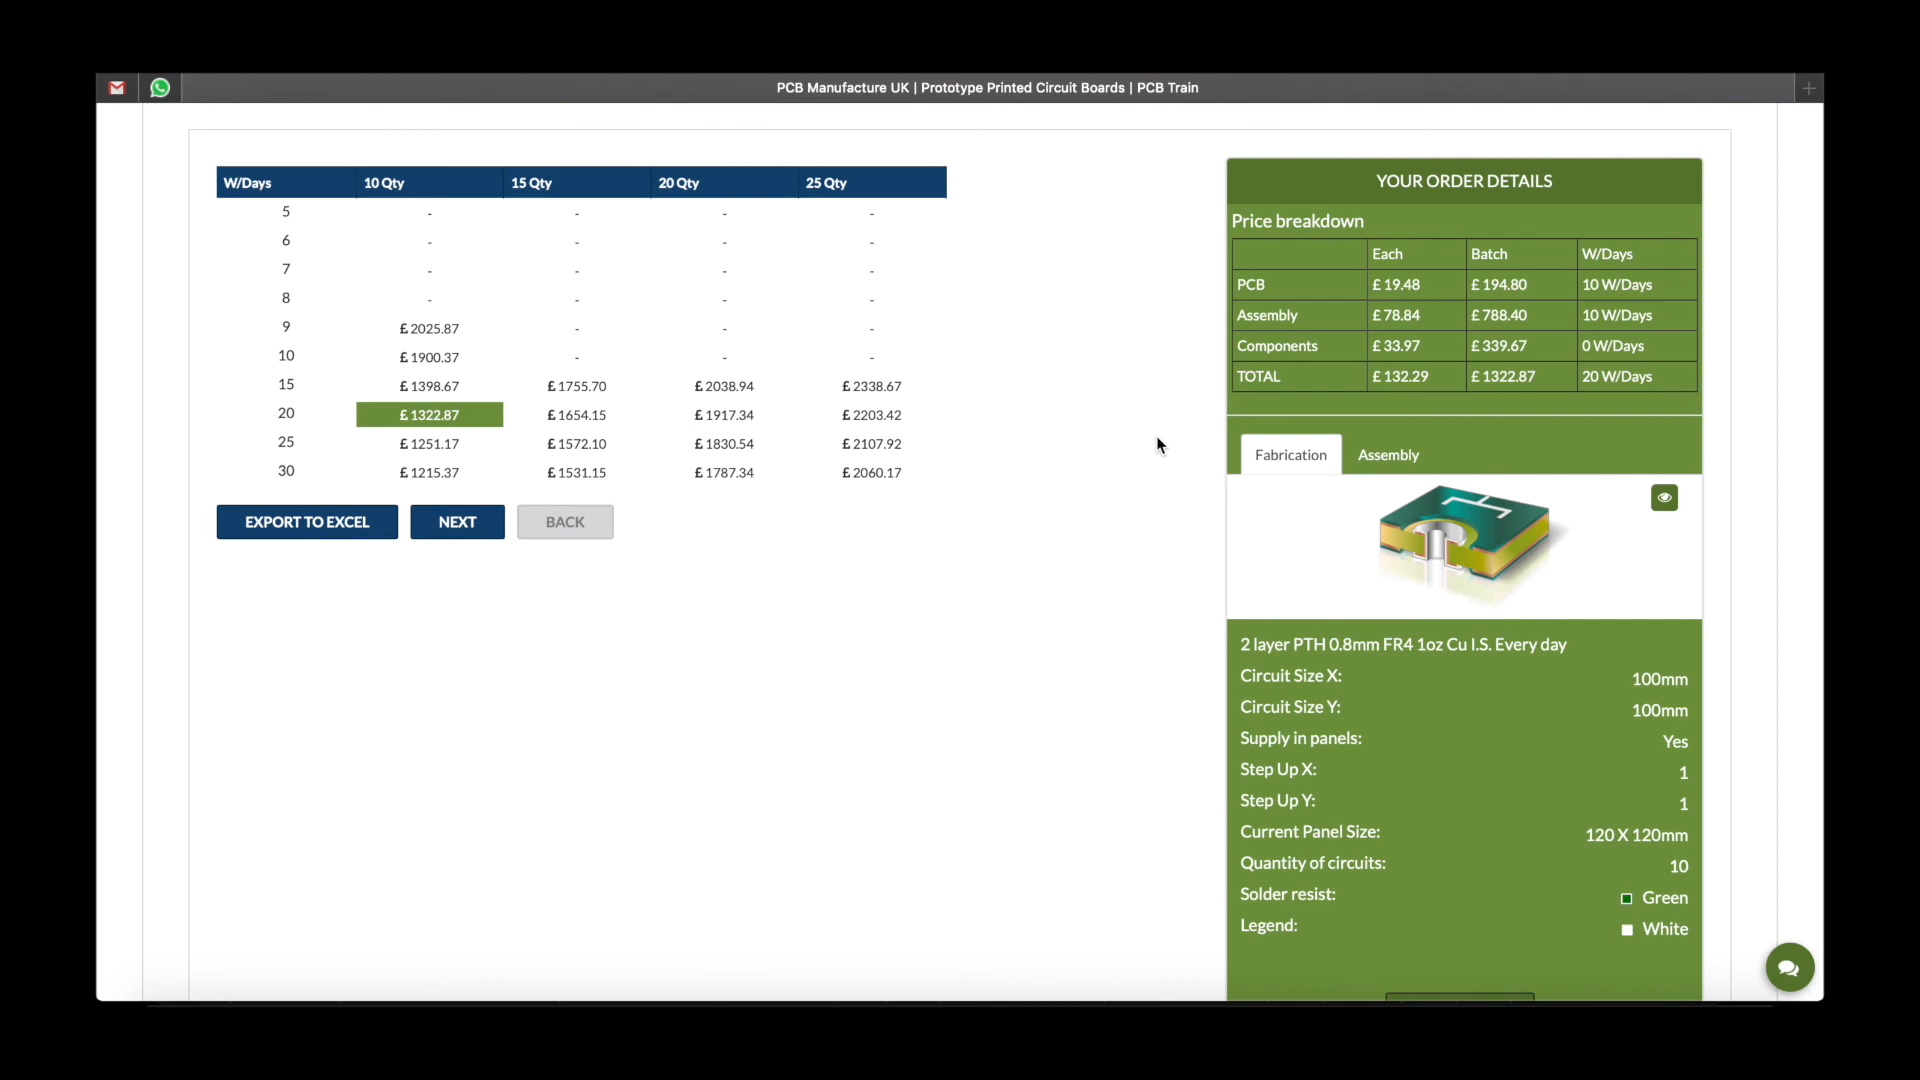 PCB Manufacture UK | Prototype Printed Circuit Boards | PCB Train
W/Days 10 Qty 15 Qty 20 Qty 25 Qty
5 - - - -
6 - - - -
7 - - - -
8 - - - -
9 £ 2025.87 - - -
10 £ 1900.37 - - -
15 £ 1398.67 £ 1755.70 £ 2038.94 £ 2338.67
20 £ 1322.87 £ 1654.15 £ 1917.34 £ 2203.42
25 £ 1251.17 £ 1572.10 £ 1830.54 £ 2107.92
30 £ 1215.37 £ 1531.15 £ 1787.34 £ 2060.17
EXPORT TO EXCEL NEXT BACK
YOUR ORDER DETAILS
Price breakdown
Each Batch W/Days
PCB £ 19.48 £ 194.80 10 W/Days
Assembly £ 78.84 £ 788.40 10 W/Days
Components £ 33.97 £ 339.67 0 W/Days
TOTAL £ 132.29 £ 1322.87 20 W/Days
Fabrication Assembly
2 layer PTH 0.8mm FR4 1oz Cu I.S. Every day
Circuit Size X: 100mm
Circuit Size Y: 100mm
Supply in panels: Yes
Step Up X: 1
Step Up Y: 1
Current Panel Size: 120 X 120mm
Quantity of circuits: 10
Solder resist: Green
Legend: White